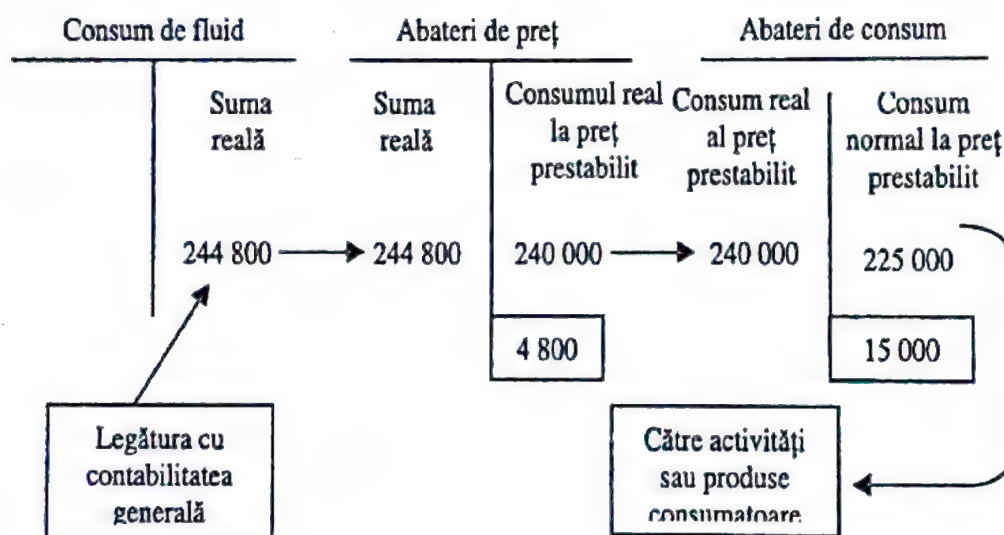 Consum de fluid
Abateri de preț
Abateri de consum
Suma
reală
Suma
reală
Consumul real
la preț
prestabilit
Consum real
al preț
prestabilit
Consum
normal la preț
prestabilit
244 800
244 800
240 000
240 000
225 000
4 800
15 000
Legătura cu
contabilitatea
generală
Către activități
sau produse
consumatoare.